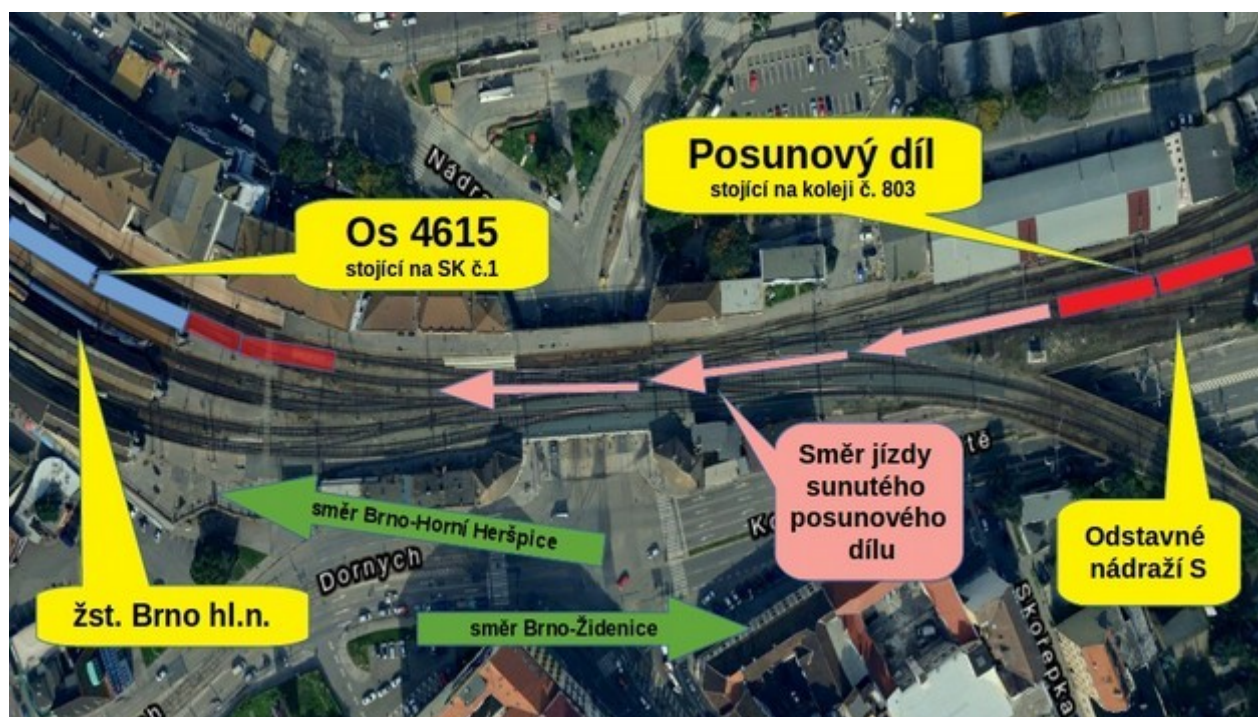 Posunový díl
stojící na koleji č. 803
Os 4615
stojící na SK č.1
Směr jízdy
sunutého
posunového
dílu
Odstavné
nádraží S
směr Brno-Horní Heršpice
Dornych
žst. Brno hl.n.
směr Brno-Židenice
Skořepka